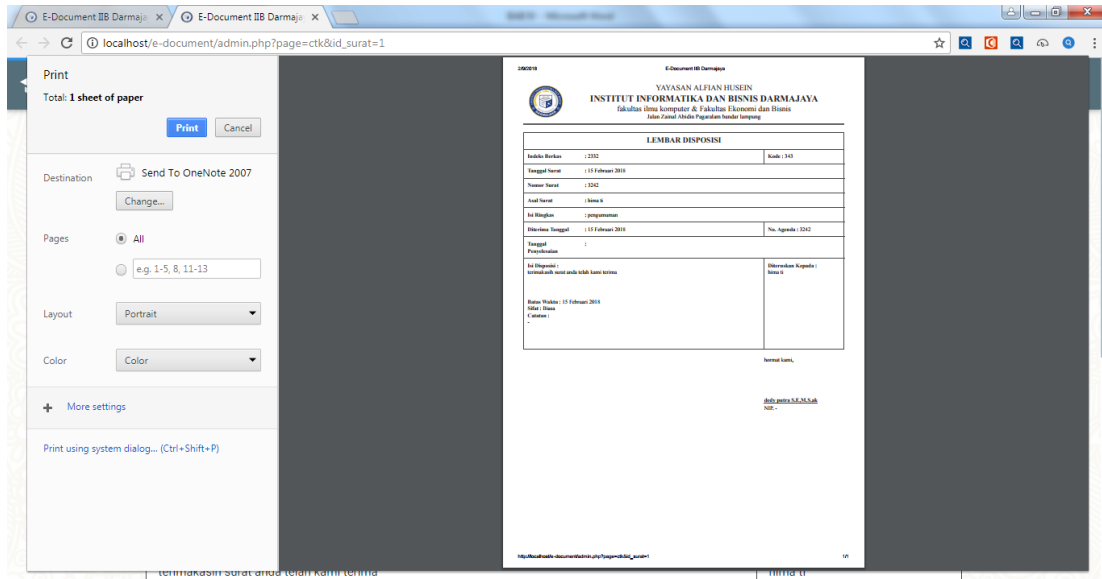 E-Document IIB Darmaja
E-Document IIB Darmaja
localhost/e-document/admin.php?page=ctk&id_surat=1
Print
Total: 1 sheet of paper
Print Cancel
Destination Send To OneNote 2007
Change...
Pages All
e.g. 1-5, 8, 11-13
Layout Portrait
Color Color
More settings
Print using system dialog... (Ctrl+Shift+P)
2/9/2018 E-Document IIB Darmajaya
YAYASAN ALFIAN HUSEIN
INSTITUT INFORMATIKA DAN BISNIS DARMAJAYA
fakultas ilmu komputer & Fakultas Ekonomi dan Bisnis
Jalan Zainal Abidin Pagaralam bandar lampung
LEMBAR DISPOSISI
Indeks Berkas : 2332 Kode : 343
Tanggal Surat : 15 Februari 2018
Nomor Surat : 3242
Asal Surat : hima ti
Isi Ringkas : pengumuman
Diterima Tanggal : 15 Februari 2018 No. Agenda : 3242
Tanggal :
Penyelesaian
Isi Disposisi : Diteruskan Kepada :
terimakasih surat anda telah kami terima hima ti
Batas Waktu : 15 Februari 2018
Sifat : Biasa
Catatan :
-
hormat kami,
dedy putra S.E,M.S.ak
NIE -
http://localhost/e-document/admin.php?page=ctk&id_surat=1 1/1
terimakasih surat anda telah kami terima hima ti